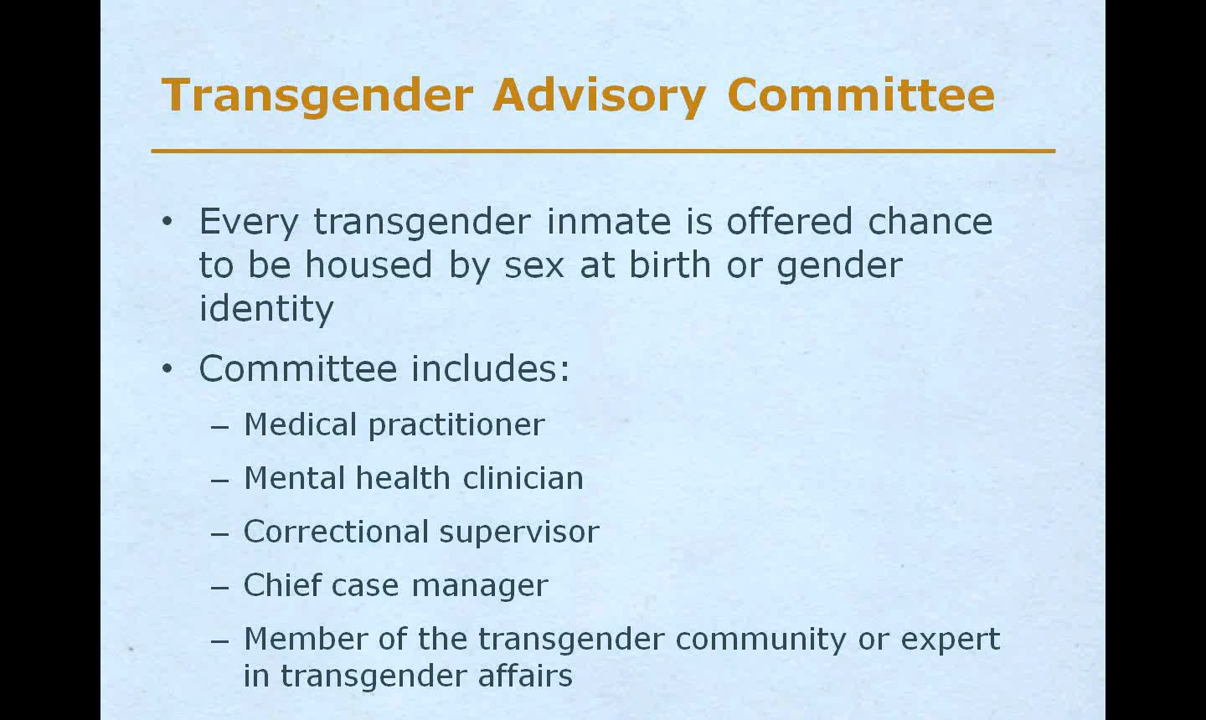 Transgender Advisory Committee
• Every transgender inmate is offered chance
to be housed by sex at birth or gender
identity
• Committee includes:
– Medical practitioner
– Mental health clinician
– Correctional supervisor
– Chief case manager
– Member of the transgender community or expert
in transgender affairs